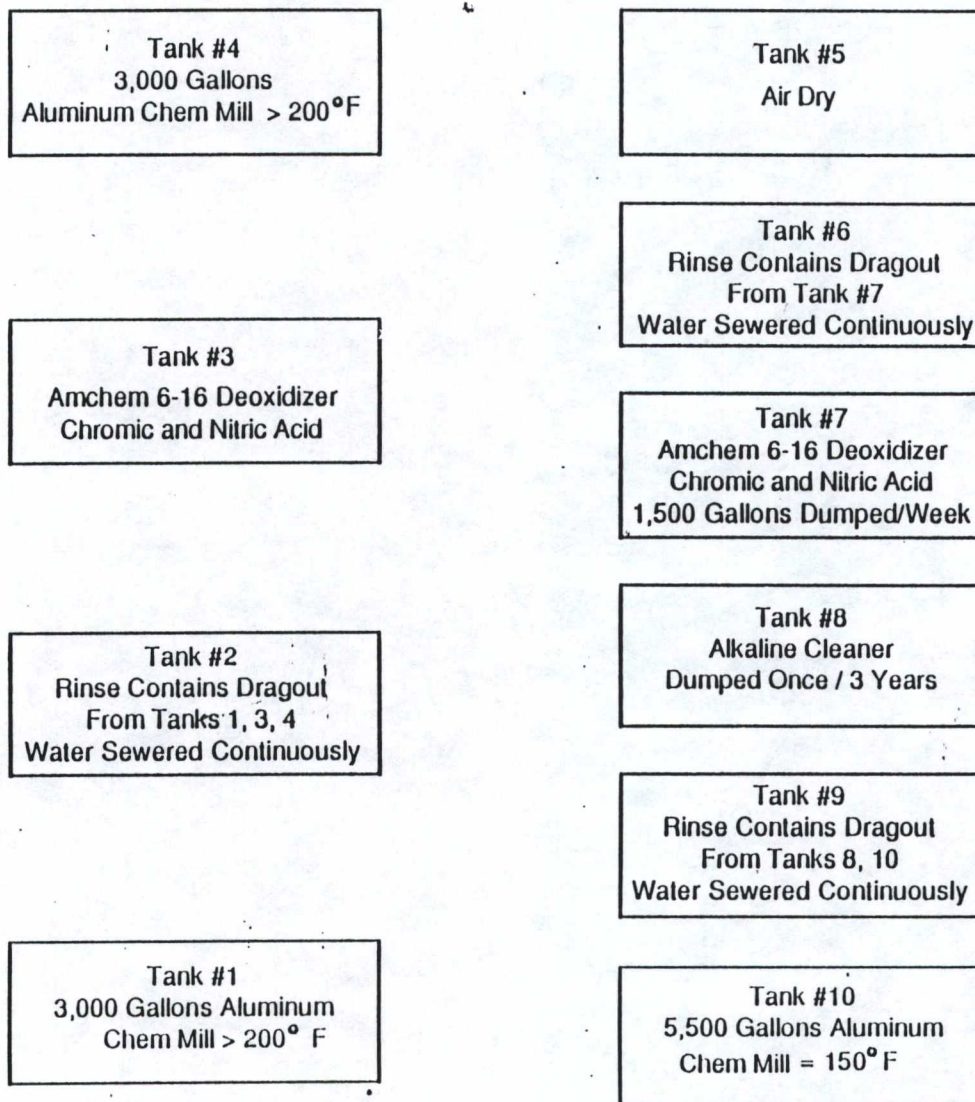 Tank #4
3,000 Gallons
Aluminum Chem Mill > 200°F
Tank #3
Amchem 6-16 Deoxidizer
Chromic and Nitric Acid
Tank #2
Rinse Contains Dragout
From Tanks 1, 3, 4
Water Sewered Continuously
Tank #1
3,000 Gallons Aluminum
Chem Mill > 200° F
Tank #5
Air Dry
Tank #6
Rinse Contains Dragout
From Tank #7
Water Sewered Continuously
Tank #7
Amchem 6-16 Deoxidizer
Chromic and Nitric Acid
1,500 Gallons Dumped/Week
Tank #8
Alkaline Cleaner
Dumped Once / 3 Years
Tank #9
Rinse Contains Dragout
From Tanks 8, 10
Water Sewered Continuously
Tank #10
5,500 Gallons Aluminum
Chem Mill = 150° F